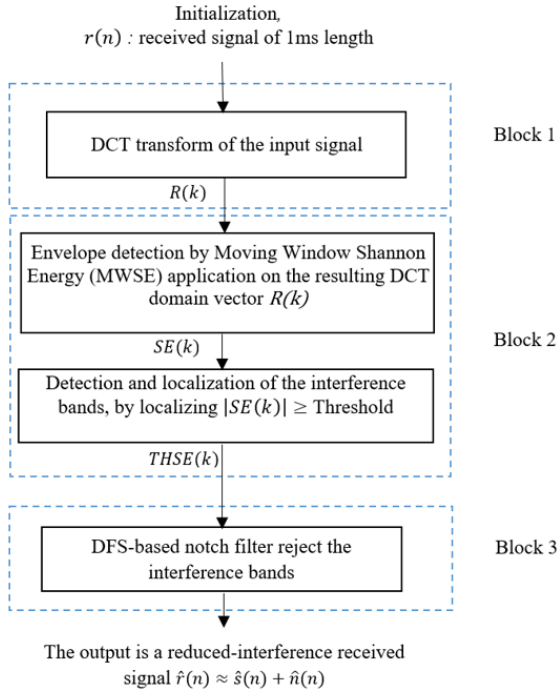 Initialization,
r(n) : received signal of 1ms length
DCT transform of the input signal
Block 1
R(k)
Envelope detection by Moving Window Shannon
Energy (MWSE) application on the resulting DCT
domain vector R(k)
SE(k)
Block 2
Detection and localization of the interference
bands, by localizing |SE(k)| ≥ Threshold
THSE(k)
DFS-based notch filter reject the
interference bands
Block 3
The output is a reduced-interference received
signal r̂(n) ≈ ŝ(n) + n̂(n)